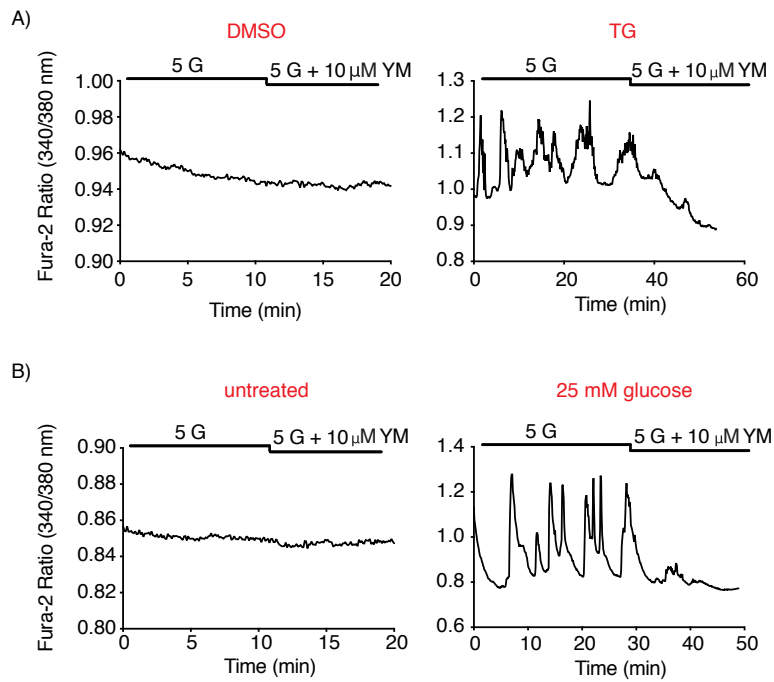 A)
DMSO
5 G
5 G + 10 μM YM
Fura-2 Ratio (340/380 nm)
1.00
0.98
0.96
0.94
0.92
0.90
0
5
10
15
20
Time (min)
TG
5 G
5 G + 10 μM YM
1.3
1.2
1.1
1.0
0.9
0.8
0
20
40
60
Time (min)
B)
untreated
5 G
5 G + 10 μM YM
Fura-2 Ratio (340/380 nm)
0.90
0.88
0.86
0.84
0.82
0.80
0
5
10
15
20
Time (min)
25 mM glucose
5 G
5 G + 10 μM YM
1.4
1.2
1.0
0.8
0.6
0
10
20
30
40
50
Time (min)